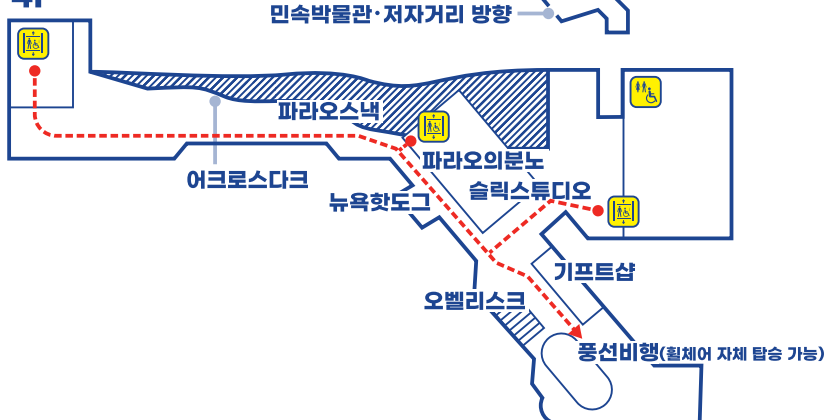 민속박물관·저자거리 방향
파라오스낵
파라오의분노
어크로스다크
슬릭스튜디오
뉴욕핫도그
기프트샵
오벨리스크
풍선비행(휠체어 자체 탑승 가능)